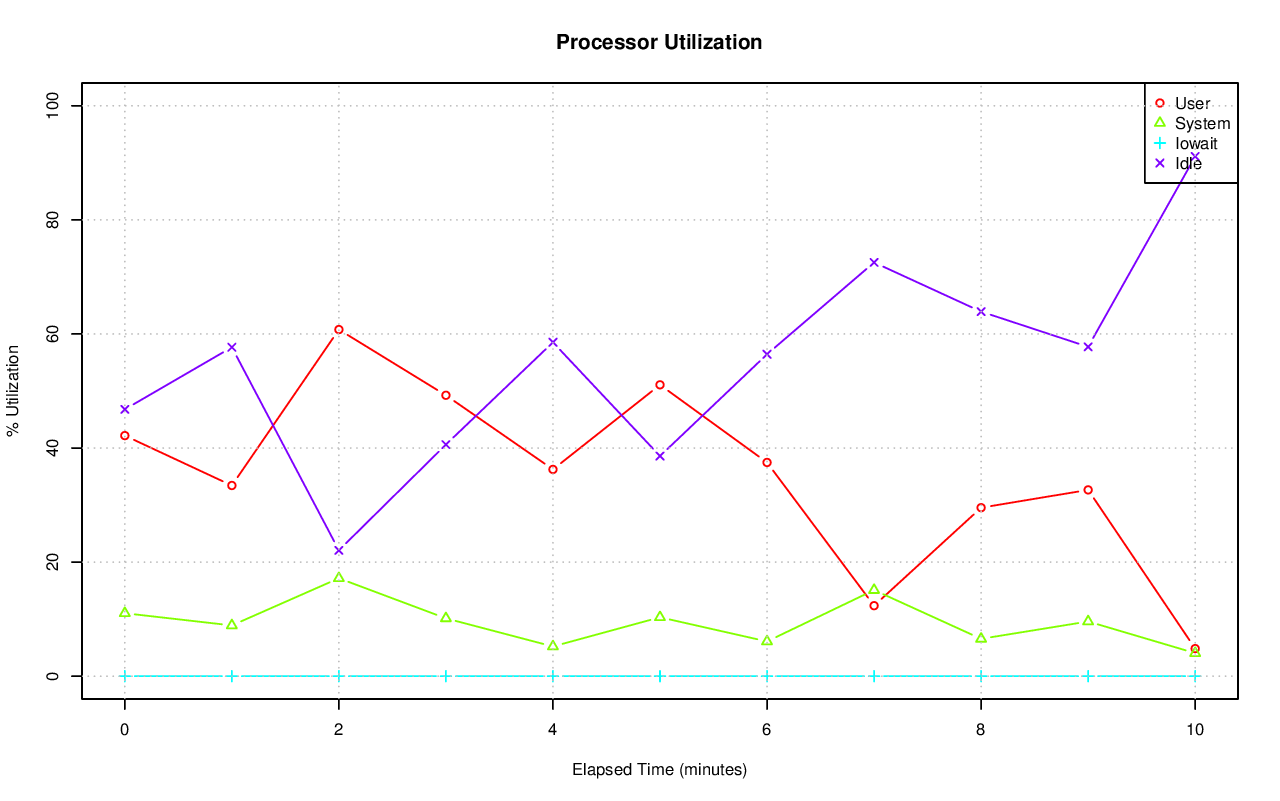 Processor Utilization
User
System
Iowait
Idle
% Utilization
100
80
60
40
20
0
0 2 4 6 8 10
Elapsed Time (minutes)